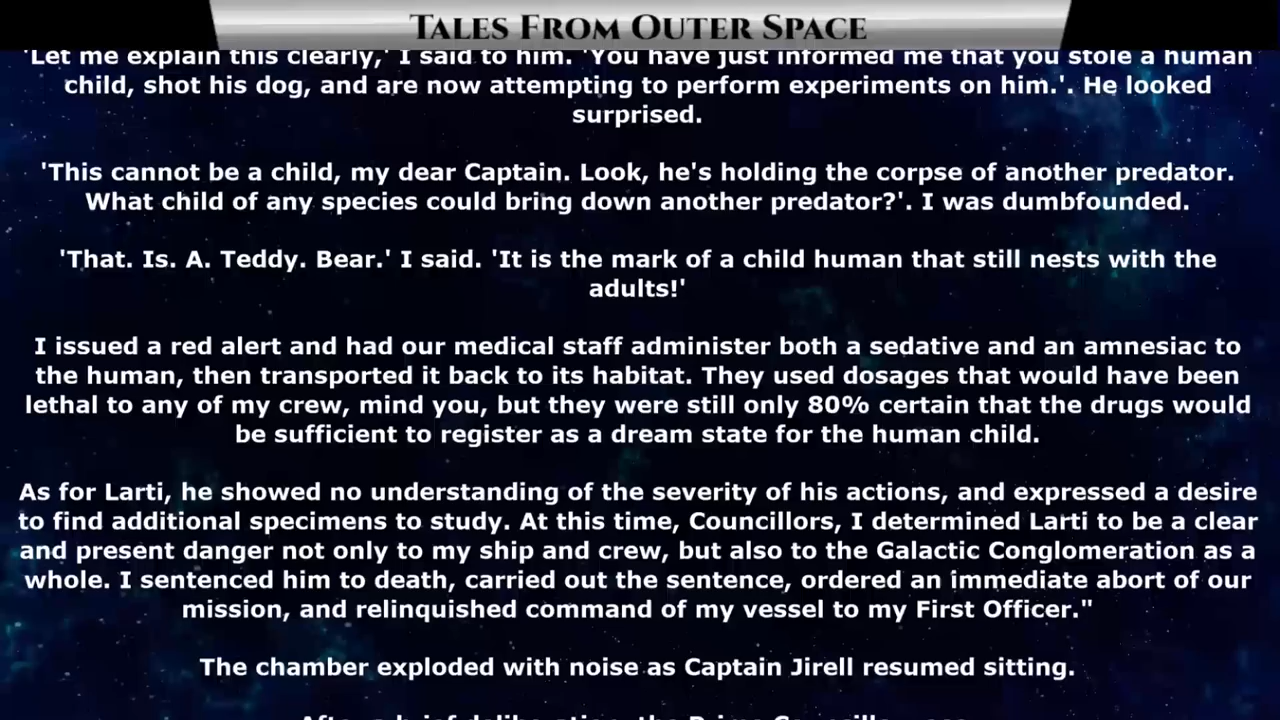 Tales From Outer Space
'Let me explain this clearly,' I said to him. 'You have just informed me that you stole a human
child, shot his dog, and are now attempting to perform experiments on him.'. He looked
surprised.
'This cannot be a child, my dear Captain. Look, he's holding the corpse of another predator.
What child of any species could bring down another predator?'. I was dumbfounded.
'That. Is. A. Teddy. Bear.' I said. 'It is the mark of a child human that still nests with the
adults!'
I issued a red alert and had our medical staff administer both a sedative and an amnesiac to
the human, then transported it back to its habitat. They used dosages that would have been
lethal to any of my crew, mind you, but they were still only 80% certain that the drugs would
be sufficient to register as a dream state for the human child.
As for Larti, he showed no understanding of the severity of his actions, and expressed a desire
to find additional specimens to study. At this time, Councillors, I determined Larti to be a clear
and present danger not only to my ship and crew, but also to the Galactic Conglomeration as a
whole. I sentenced him to death, carried out the sentence, ordered an immediate abort of our
mission, and relinquished command of my vessel to my First Officer."
The chamber exploded with noise as Captain Jirell resumed sitting.
After a brief deliberation, the Prime Councillor